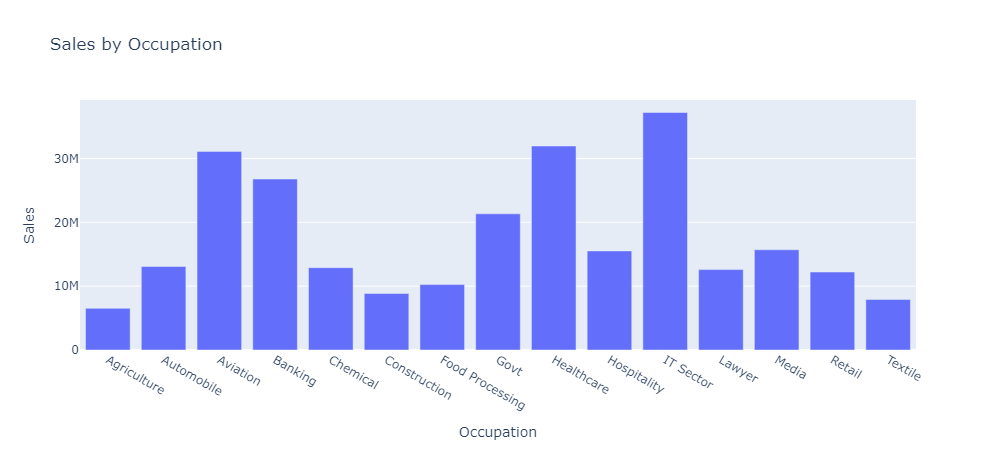 Sales by Occupation
Sales
30M
20M
10M
0
Agriculture
Automobile
Aviation
Banking
Chemical
Construction
Food Processing
Govt
Healthcare
Hospitality
IT Sector
Lawyer
Media
Retail
Textile
Occupation